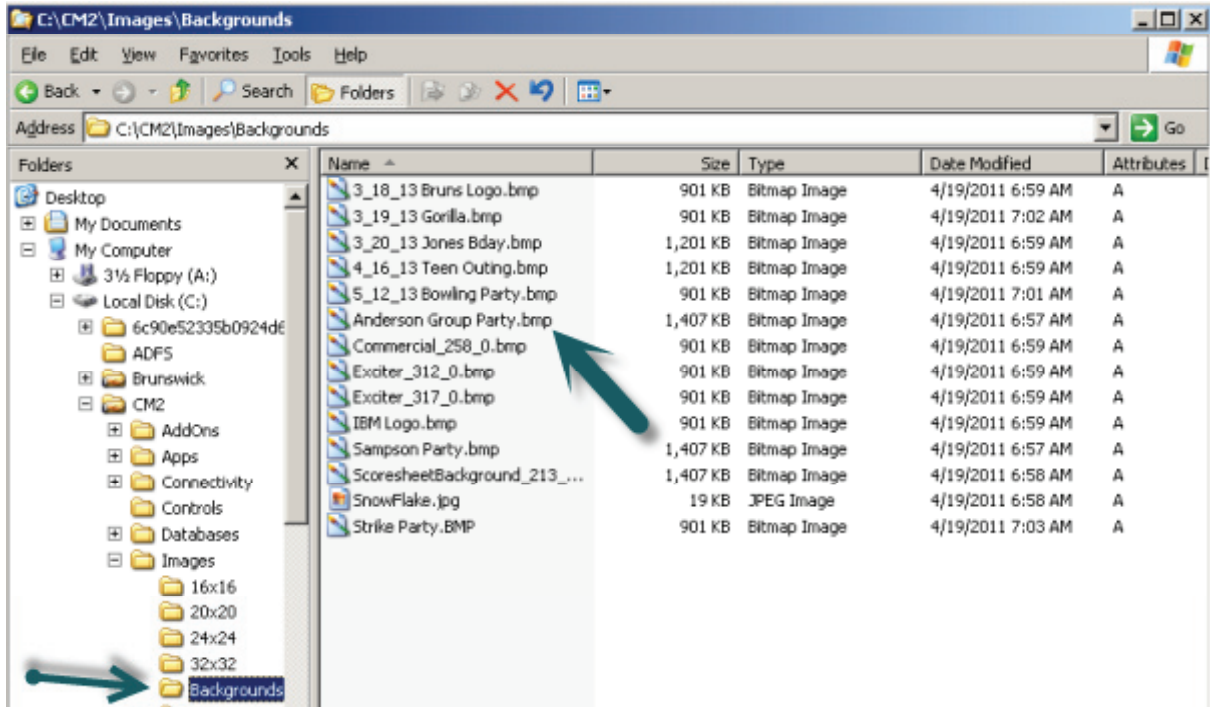 C:\CM2\Images\Backgrounds
File Edit View Favorites Tools Help
Back Search Folders
Address C:\CM2\Images\Backgrounds Go
Folders x
Desktop
My Documents
My Computer
3½ Floppy (A:)
Local Disk (C:)
6c90e52335b0924d6
ADFS
Brunswick
CM2
AddOns
Apps
Connectivity
Controls
Databases
Images
16x16
20x20
24x24
32x32
Backgrounds
Name Size Type Date Modified Attributes
3_18_13 Bruns Logo.bmp 901 KB Bitmap Image 4/19/2011 6:59 AM A
3_19_13 Gorilla.bmp 901 KB Bitmap Image 4/19/2011 7:02 AM A
3_20_13 Jones Bday.bmp 1,201 KB Bitmap Image 4/19/2011 6:59 AM A
4_16_13 Teen Outing.bmp 1,201 KB Bitmap Image 4/19/2011 6:59 AM A
5_12_13 Bowling Party.bmp 901 KB Bitmap Image 4/19/2011 7:01 AM A
Anderson Group Party.bmp 1,407 KB Bitmap Image 4/19/2011 6:57 AM A
Commercial_258_0.bmp 901 KB Bitmap Image 4/19/2011 6:59 AM A
Exciter_312_0.bmp 901 KB Bitmap Image 4/19/2011 6:59 AM A
Exciter_317_0.bmp 901 KB Bitmap Image 4/19/2011 6:59 AM A
IBM Logo.bmp 901 KB Bitmap Image 4/19/2011 6:59 AM A
Sampson Party.bmp 1,407 KB Bitmap Image 4/19/2011 6:57 AM A
ScoresheetBackground_213_... 1,407 KB Bitmap Image 4/19/2011 6:58 AM A
SnowFlake.jpg 19 KB JPEG Image 4/19/2011 6:58 AM A
Strike Party.BMP 901 KB Bitmap Image 4/19/2011 7:03 AM A